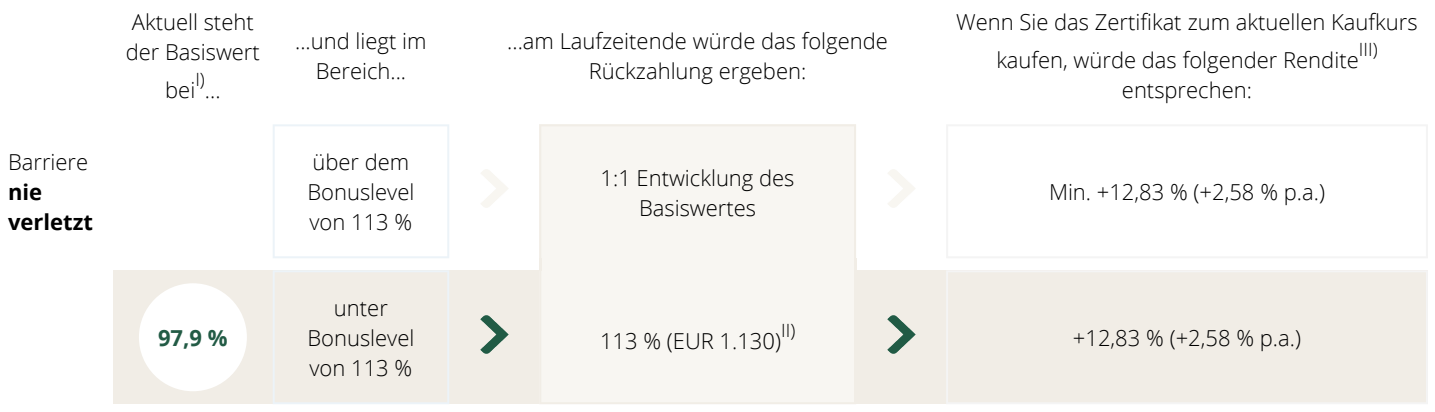 Aktuell steht
der Basiswert
bei I)...
...und liegt im
Bereich...
...am Laufzeitende würde das folgende
Rückzahlung ergeben:
Wenn Sie das Zertifikat zum aktuellen Kaufkurs
kaufen, würde das folgender Rendite III)
entsprechen:
Barriere
nie
verletzt
über dem
Bonuslevel
von 113 %
1:1 Entwicklung des
Basiswertes
Min. +12,83 % (+2,58 % p.a.)
97,9 %
unter
Bonuslevel
von 113 %
113 % (EUR 1.130) II)
+12,83 % (+2,58 % p.a.)